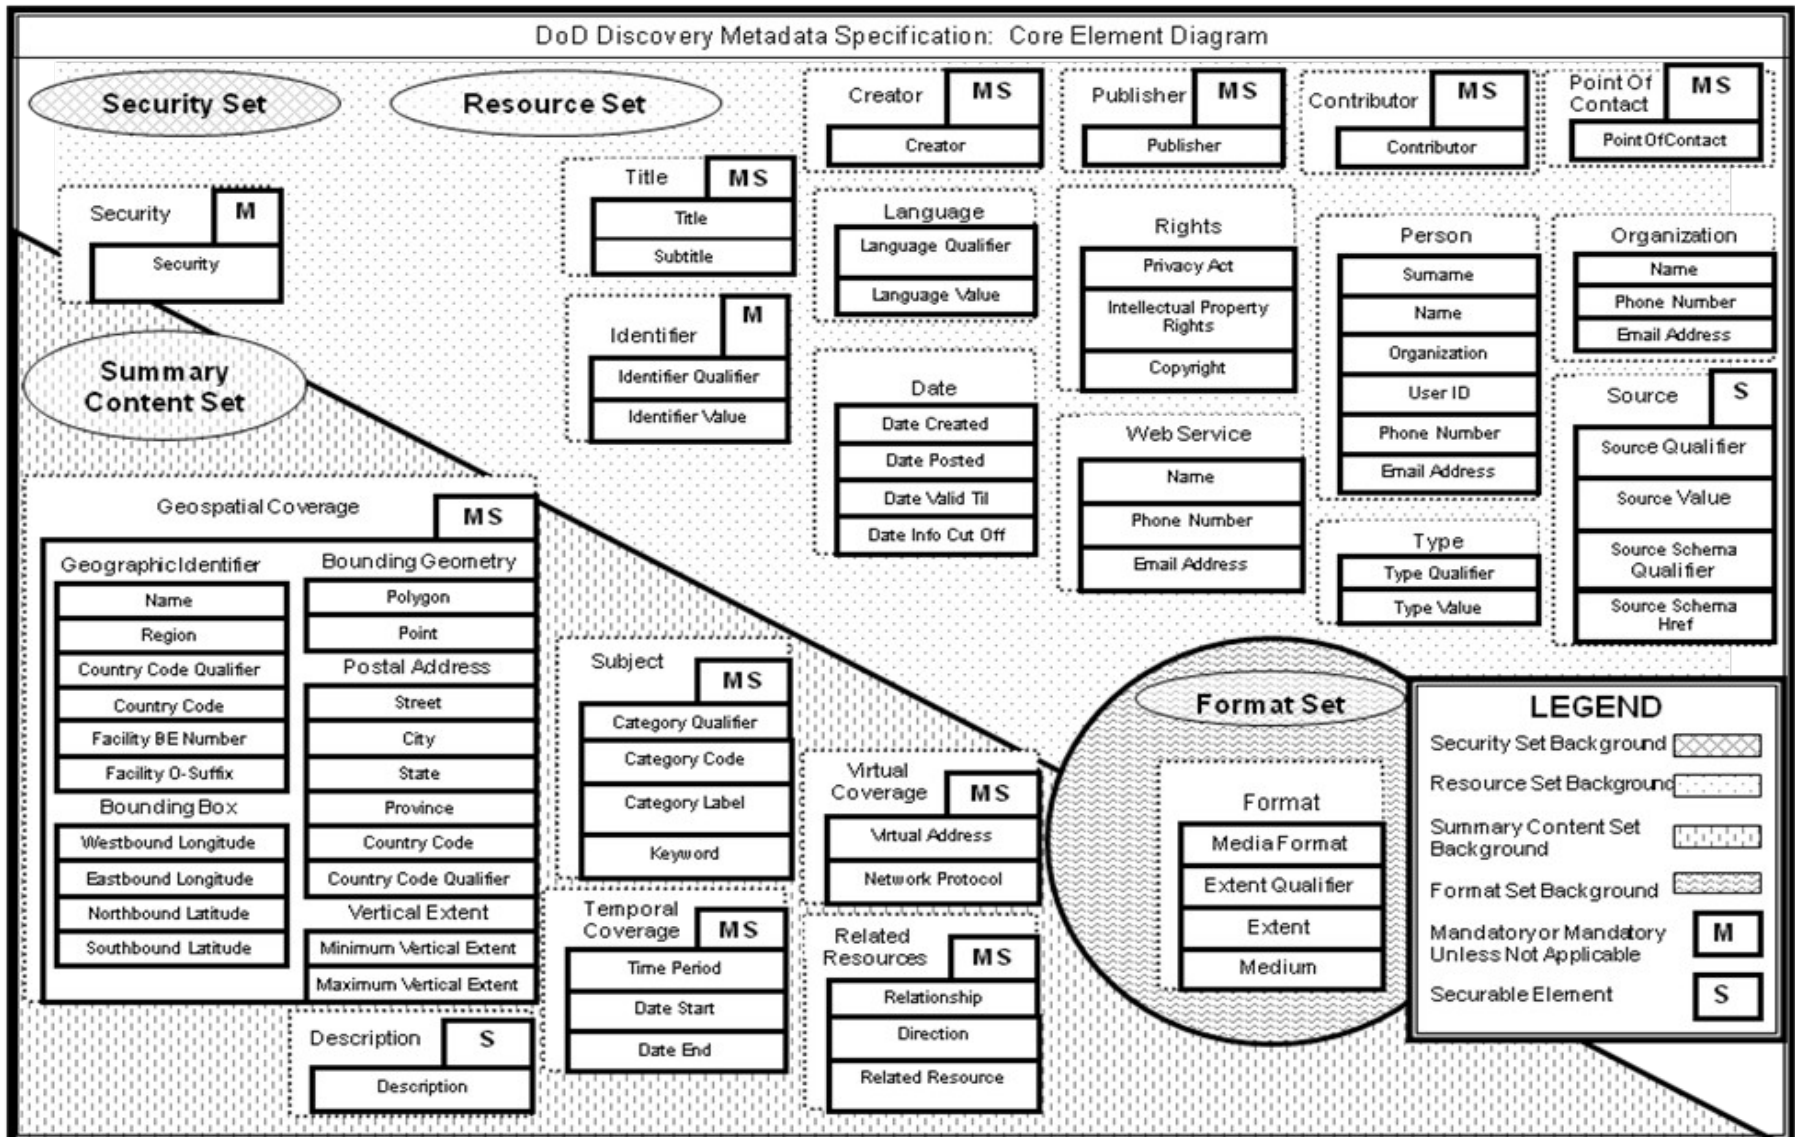 DoD Discovery Metadata Specification: Core Element Diagram
Security Set
Resource Set
Creator
MS
Creator
Publisher
MS
Publisher
Contributor
MS
Contributor
Point Of
Contact
MS
PointOfContact
Security
M
Security
Title
MS
Title
Subtitle
Identifier
M
Identifier Qualifier
Identifier Value
Language
Language Qualifier
Language Value
Date
Date Created
Date Posted
Date Valid Til
Date Info Cut Off
Rights
Privacy Act
Intellectual Property
Rights
Copyright
Web Service
Name
Phone Number
Email Address
Person
Surname
Name
Organization
User ID
Phone Number
Email Address
Type
Type Qualifier
Type Value
Organization
Name
Phone Number
Email Address
Source
S
Source Qualifier
Source Value
Source Schema
Qualifier
Source Schema
Href
Summary
Content Set
Geospatial Coverage
MS
Geographic Identifier
Name
Region
Country Code Qualifier
Country Code
Facility BE Number
Facility O-Suffix
Bounding Box
Westbound Longitude
Eastbound Longitude
Northbound Latitude
Southbound Latitude
Bounding Geometry
Polygon
Point
Postal Address
Street
City
State
Province
Country Code
Country Code Qualifier
Vertical Extent
Minimum Vertical Extent
Maximum Vertical Extent
Description
S
Description
Subject
MS
Category Qualifier
Category Code
Category Label
Keyword
Temporal
Coverage
MS
Time Period
Date Start
Date End
Virtual
Coverage
MS
Virtual Address
Network Protocol
Related
Resources
MS
Relationship
Direction
Related Resource
Format Set
Format
Media Format
Extent Qualifier
Extent
Medium
LEGEND
Security Set Background
Resource Set Background
Summary Content Set
Background
Format Set Background
Mandatory or Mandatory
Unless Not Applicable
M
Securable Element
S